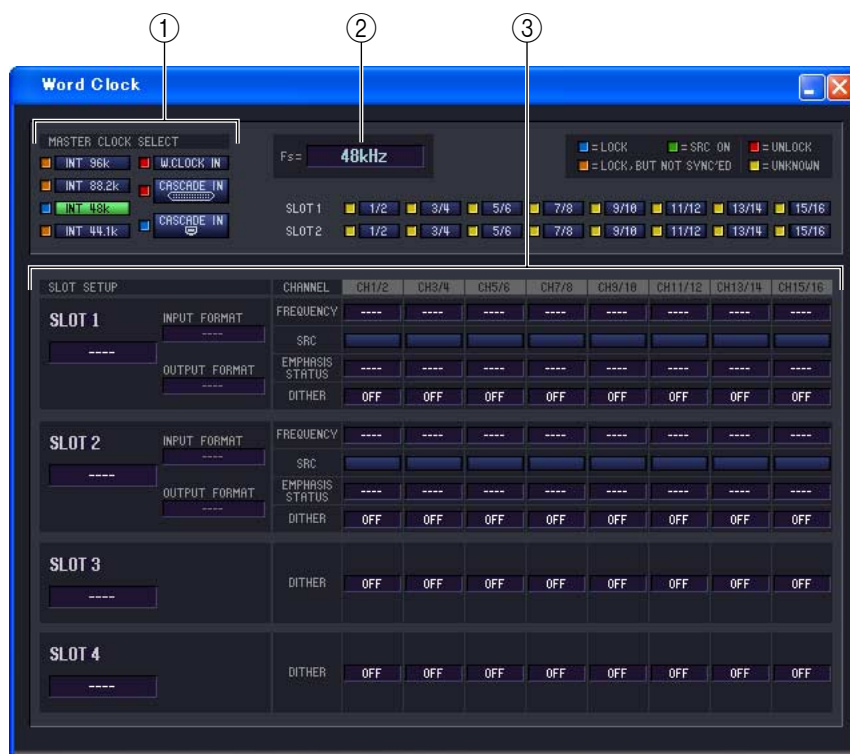 ① ② ③
Word Clock
MASTER CLOCK SELECT
INT 96k W.CLOCK IN
INT 88.2k CASCADE IN
INT 48k
INT 44.1k CASCADE IN
Fs= 48kHz
=LOCK =SRC ON =UNLOCK
=LOCK,BUT NOT SYNC'ED =UNKNOWN
SLOT1 1/2 3/4 5/6 7/8 9/10 11/12 13/14 15/16
SLOT2 1/2 3/4 5/6 7/8 9/10 11/12 13/14 15/16
SLOT SETUP CHANNEL CH1/2 CH3/4 CH5/6 CH7/8 CH9/10 CH11/12 CH13/14 CH15/16
SLOT 1 INPUT FORMAT FREQUENCY ---- ---- ---- ---- ---- ---- ---- ----
----
SRC
----
OUTPUT FORMAT EMPHASIS STATUS ---- ---- ---- ---- ---- ---- ---- ----
----
DITHER OFF OFF OFF OFF OFF OFF OFF OFF
SLOT 2 INPUT FORMAT FREQUENCY ---- ---- ---- ---- ---- ---- ---- ----
----
SRC
----
OUTPUT FORMAT EMPHASIS STATUS ---- ---- ---- ---- ---- ---- ---- ----
----
DITHER OFF OFF OFF OFF OFF OFF OFF OFF
SLOT 3
DITHER OFF OFF OFF OFF OFF OFF OFF OFF
----
SLOT 4
DITHER OFF OFF OFF OFF OFF OFF OFF OFF
----